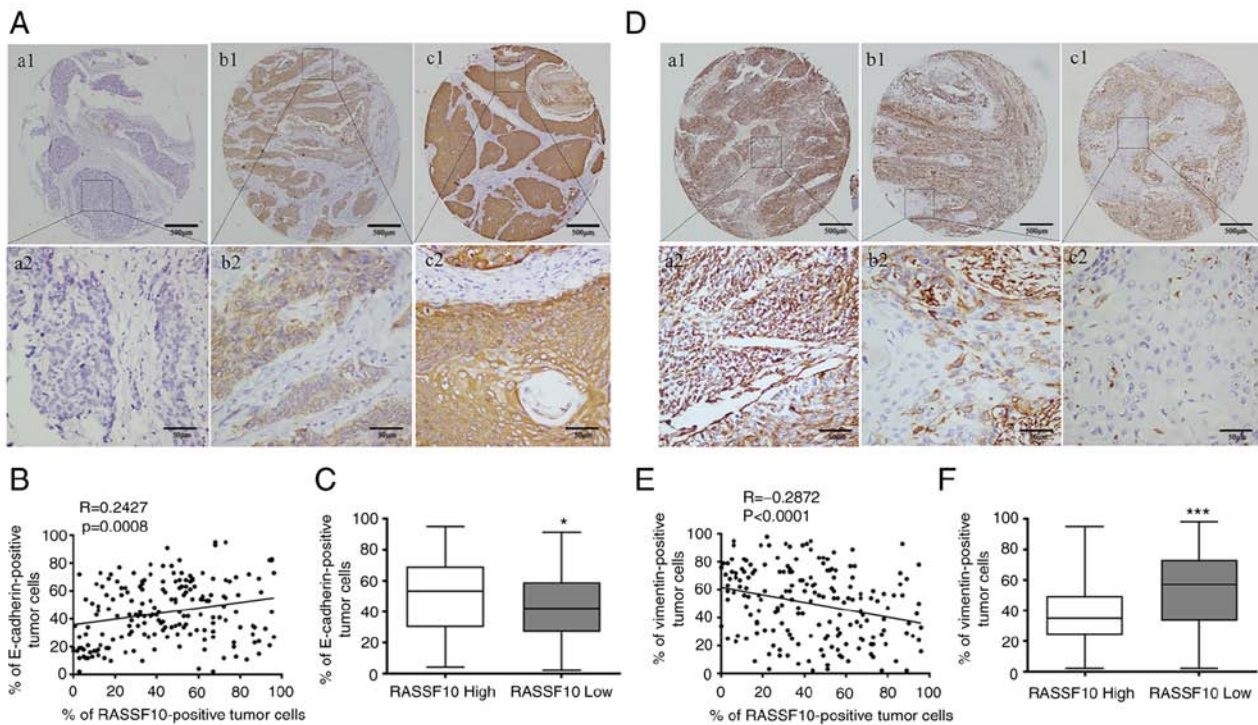 A
D
a1
b1
c1
a1
b1
c1
500μm
500μm
500μm
500μm
500μm
500μm
a2
b2
c2
a2
b2
c2
50μm
50μm
50μm
50μm
50μm
50μm
B
R=0.2427
p=0.0008
% of E-cadherin-positive
tumor cells
100
80
60
40
20
0
0 20 40 60 80 100
% of RASSF10-positive tumor cells
C
% of E-cadherin-positive
tumor cells
100
80
60
40
20
0
*
RASSF10 High RASSF10 Low
E
R=−0.2872
P<0.0001
% of vimentin-positive
tumor cells
100
80
60
40
20
0
0 20 40 60 80 100
% of RASSF10-positive tumor cells
F
% of vimentin-positive
tumor cells
100
80
60
40
20
0
***
RASSF10 High RASSF10 Low